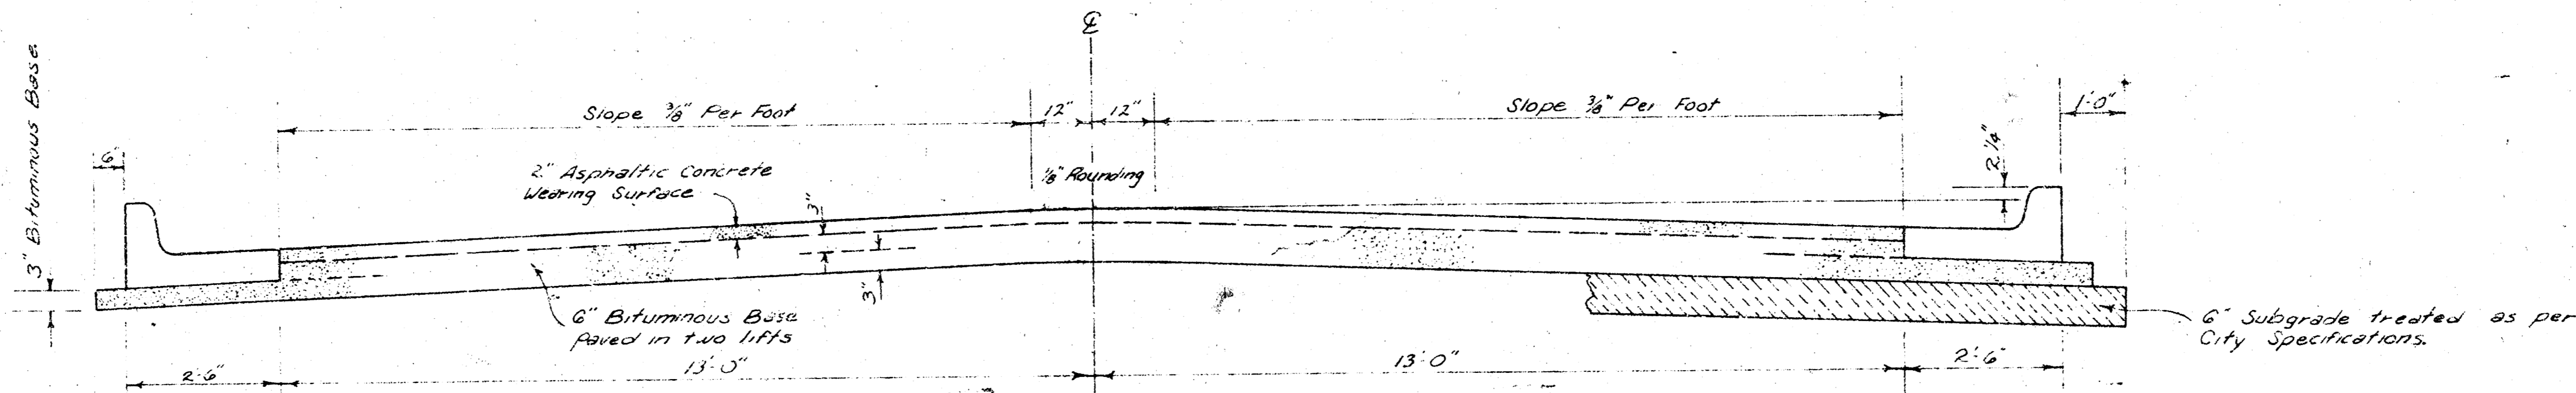 ℄
3" Bituminous Base.
Slope 3/8" Per Foot
12"
12"
Slope 3/8" Per Foot
1'-0"
6"
2" Asphaltic Concrete
Wearing Surface
1/8" Rounding
2 1/4"
3"
3"
6" Bituminous Base
Paved in two lifts
6" Subgrade treated as per
City Specifications.
2'-6"
13'-0"
13'-0"
2'-6"